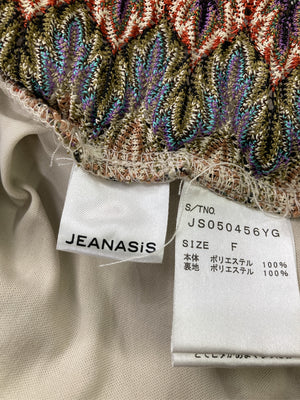 JEANASiS
S/TNO.
JS050456YG
SIZE F
本体 ポリエステル 100%
裏地 ポリエステル 100%